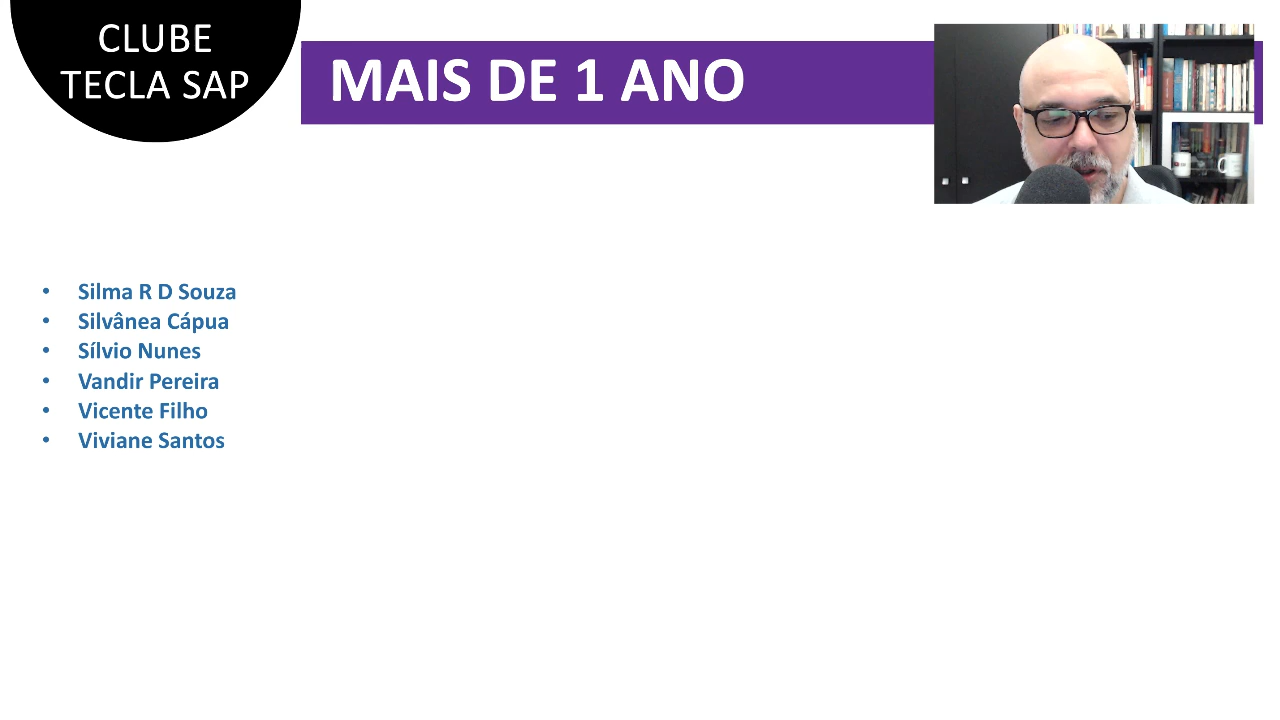 CLUBE
TECLA SAP
MAIS DE 1 ANO
• Silma R D Souza
• Silvânea Cápua
• Sílvio Nunes
• Vandir Pereira
• Vicente Filho
• Viviane Santos